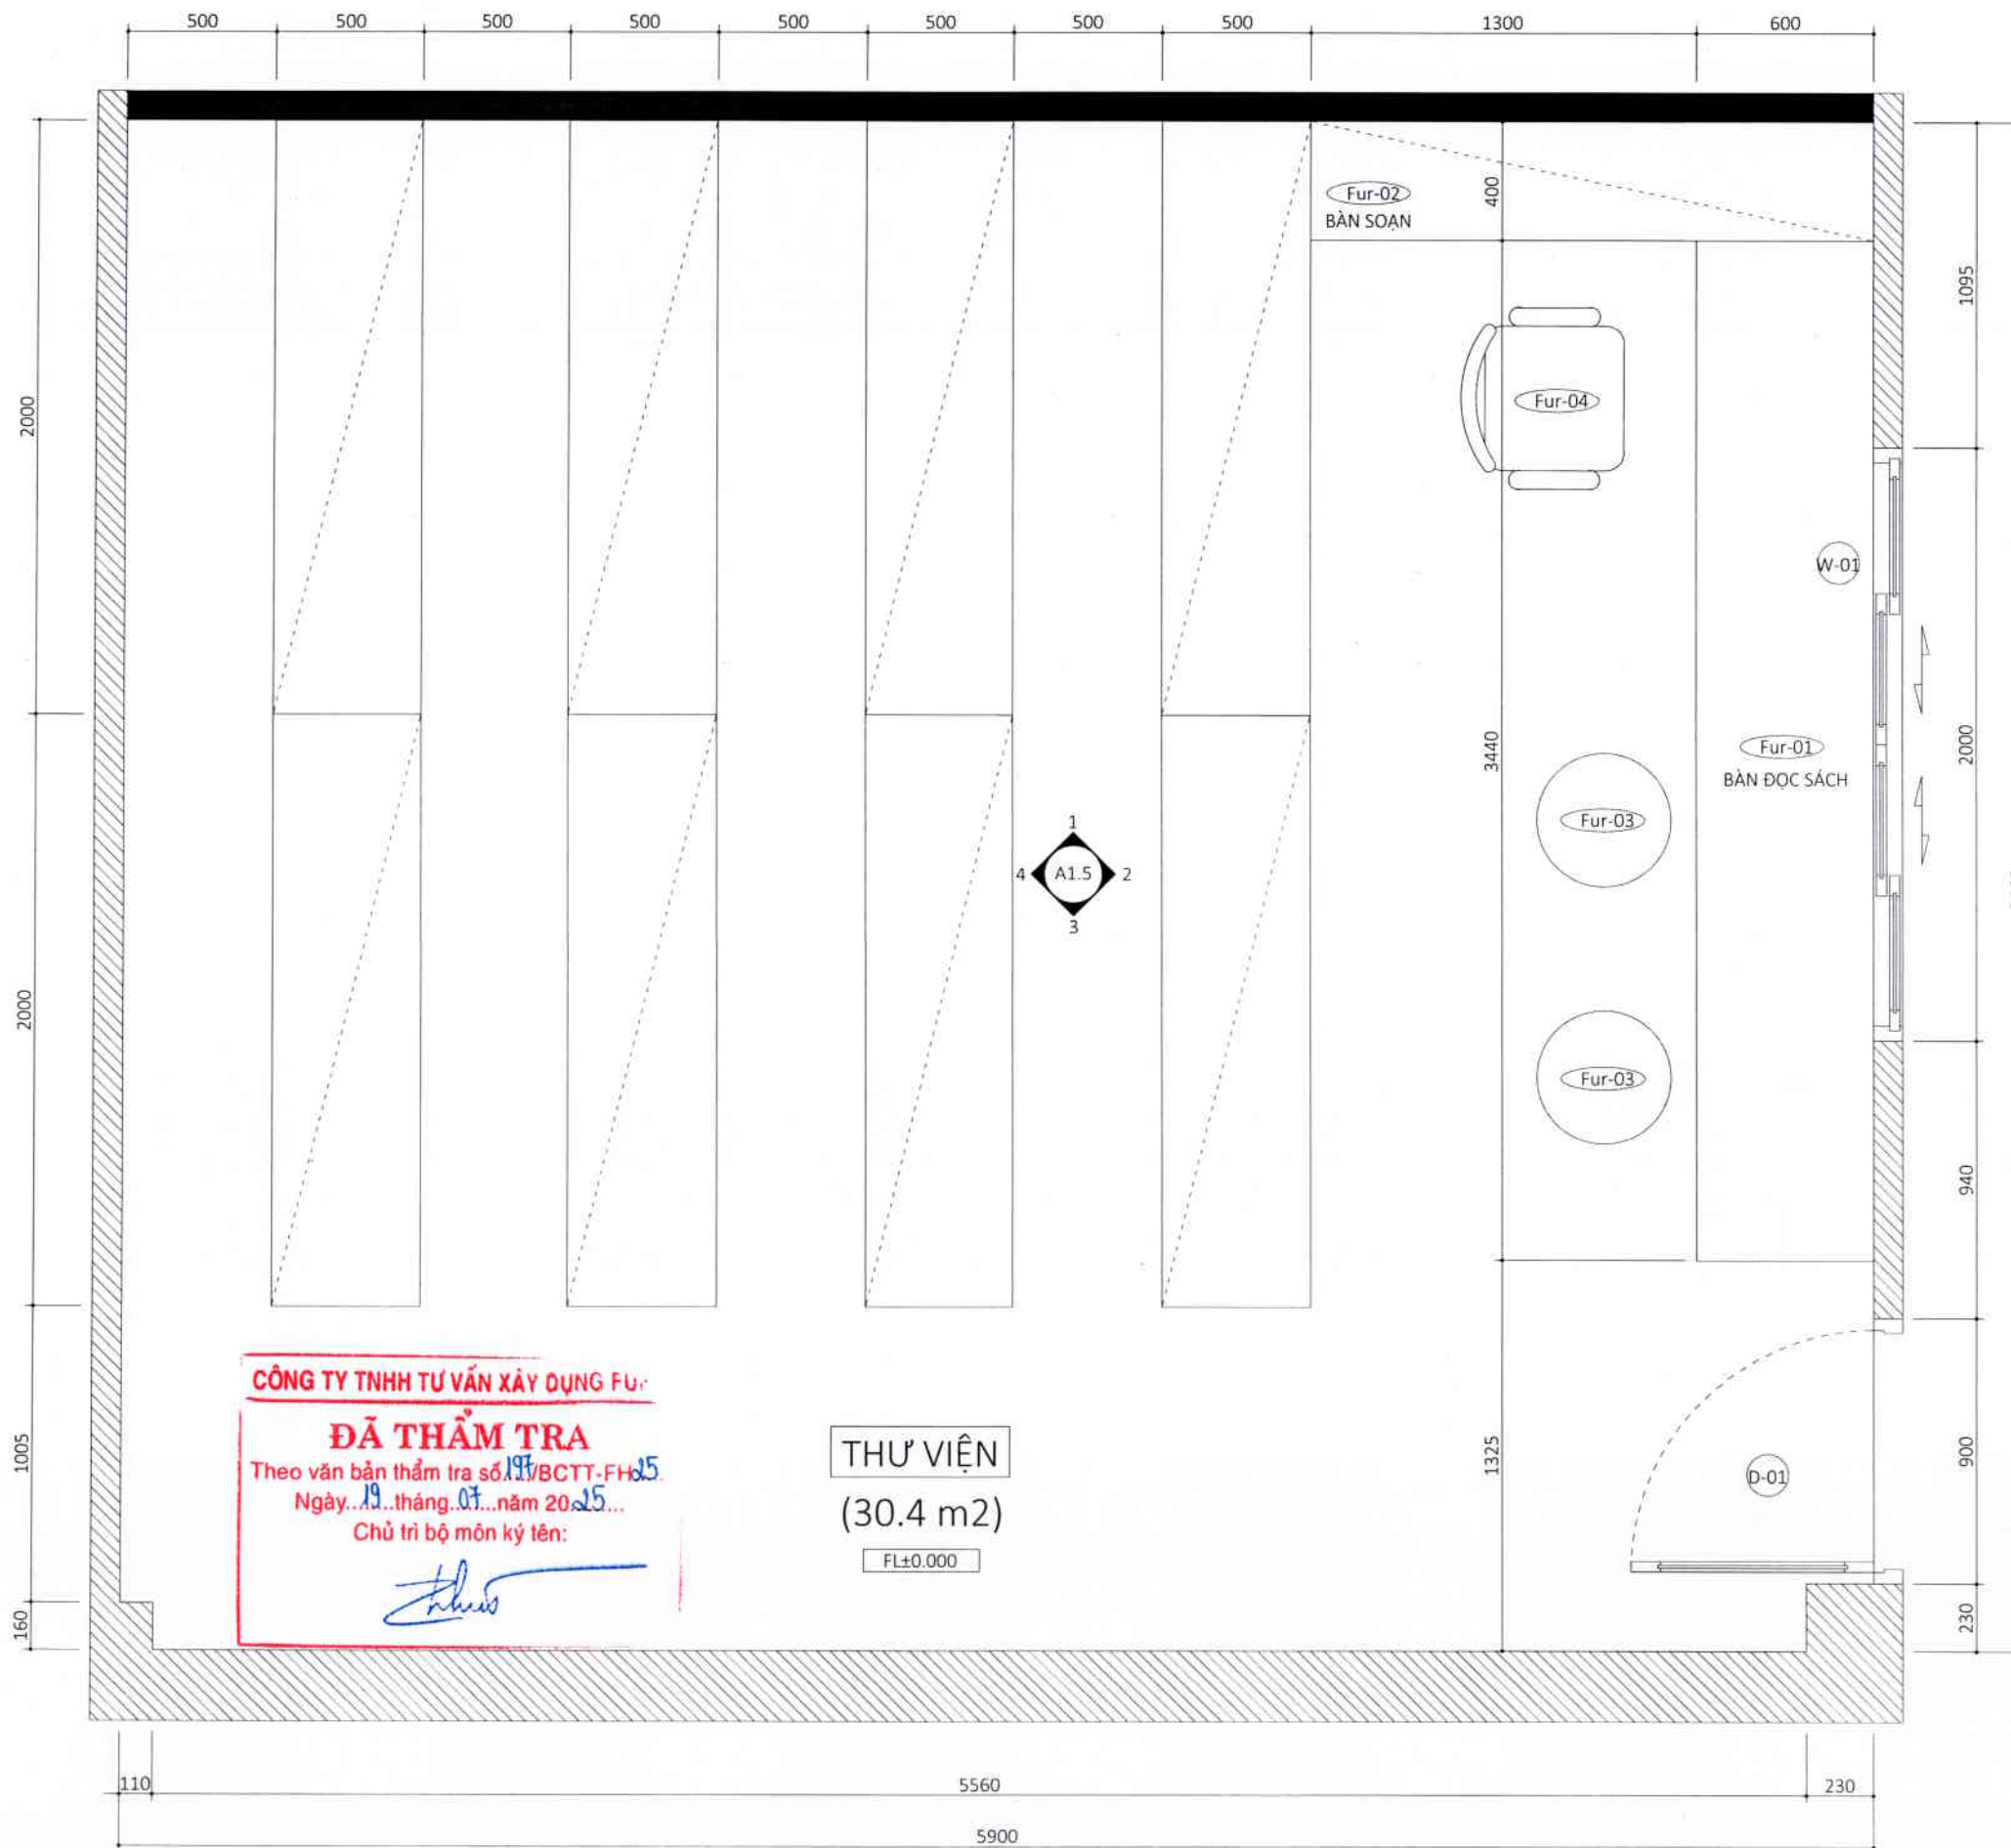 500 500 500 500 500 500 500 500 1300 600
Fur-02
BÀN SOẠN
400
1095
2000
Fur-04
W-01
3440
2000
Fur-01
BÀN ĐỌC SÁCH
Fur-03
1
4 A1.5 2
3
2000
Fur-03
940
CÔNG TY TNHH TƯ VẤN XÂY DỰNG
ĐÃ THẨM TRA
Theo văn bản thẩm tra số 197/BCTT-FH25
Ngày...19..tháng..07...năm 2025...
Chủ trì bộ môn ký tên:
THƯ VIỆN
(30.4 m2)
FL±0.000
1005
1325
900
D-01
160
230
110 5560 230
5900